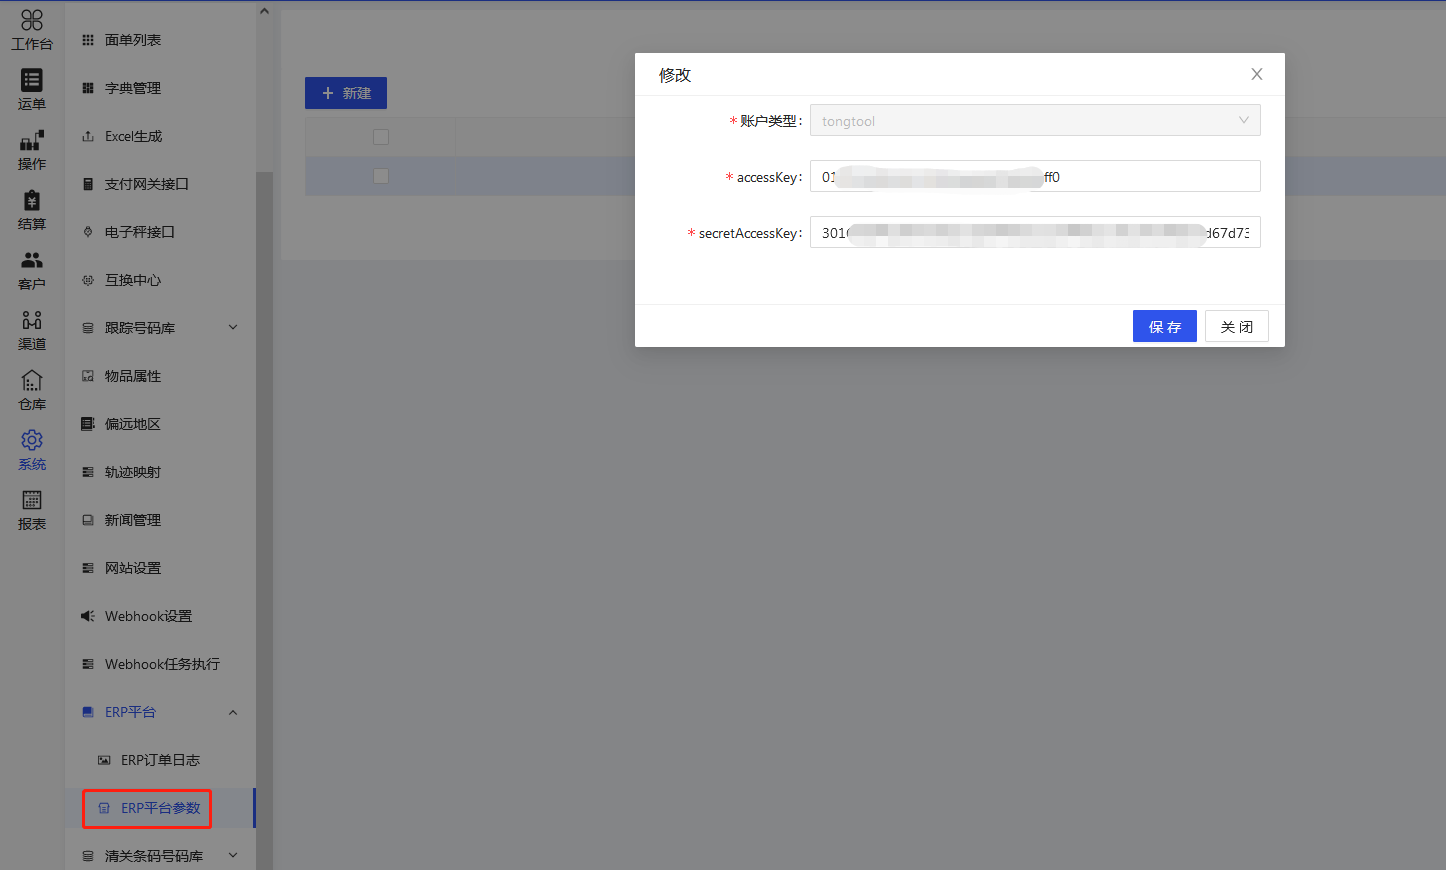 工作台
运单
操作
结算
客户
渠道
仓库
系统
报表
面单列表
字典管理
Excel生成
支付网关接口
电子秤接口
互换中心
跟踪号码库
物品属性
偏远地区
轨迹映射
新闻管理
网站设置
Webhook设置
Webhook任务执行
ERP平台
ERP订单日志
ERP平台参数
清关条码号码库
+ 新建
修改
* 账户类型: tongtool
* accessKey: 01 ff0
* secretAccessKey: 301 d67d73
保 存 关 闭